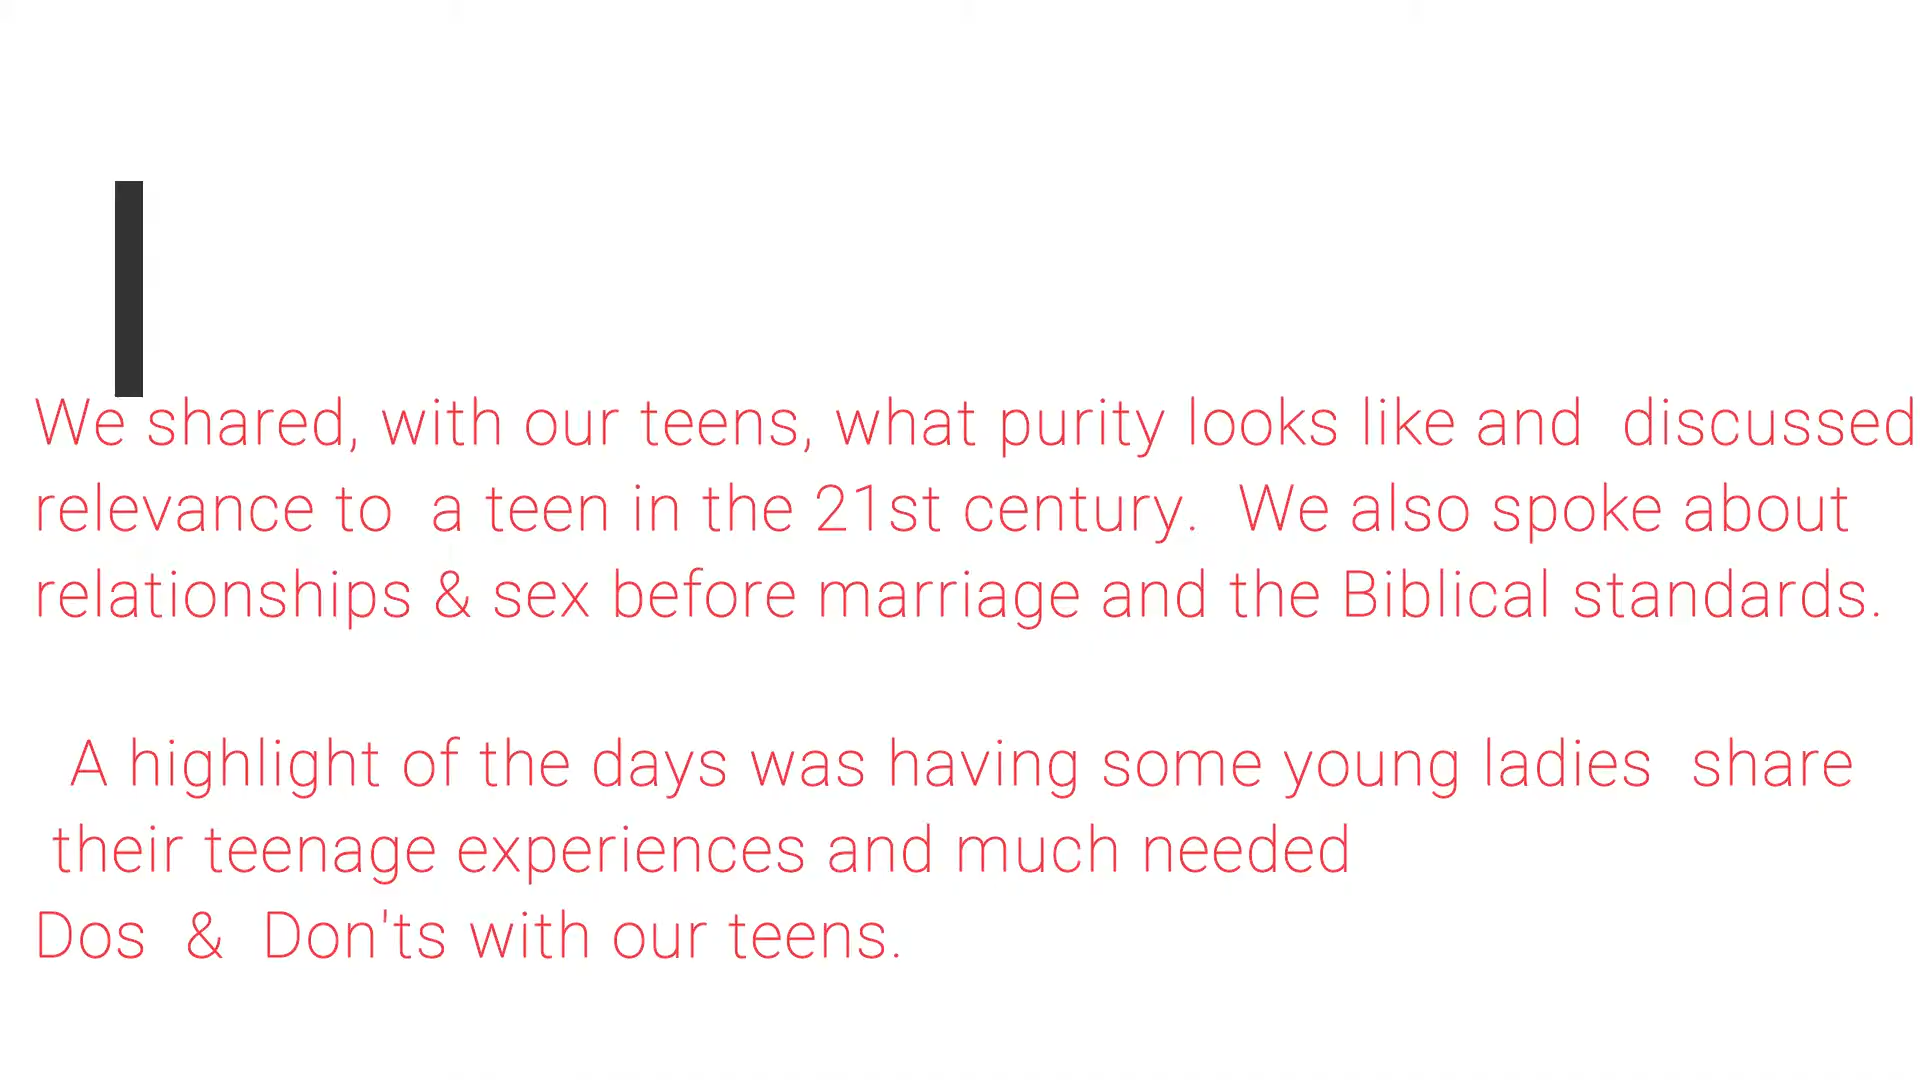 We shared, with our teens, what purity looks like and discussed
relevance to a teen in the 21st century. We also spoke about
relationships & sex before marriage and the Biblical standards.
A highlight of the days was having some young ladies share
their teenage experiences and much needed
Dos & Don'ts with our teens.